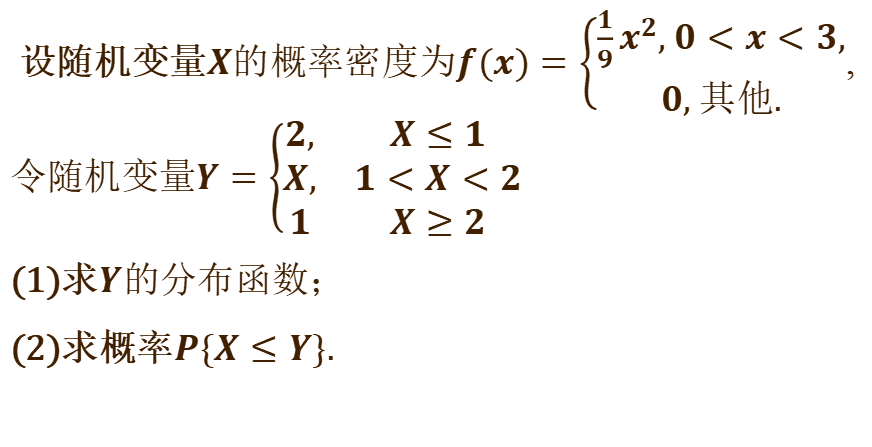 设随机变量X的概率密度为f(x) = {1/9 x², 0 < x < 3,
0, 其他. ,
令随机变量Y = {2, X ≤ 1
X, 1 < X < 2
1 X ≥ 2
(1)求Y的分布函数；
(2)求概率P{X ≤ Y}.